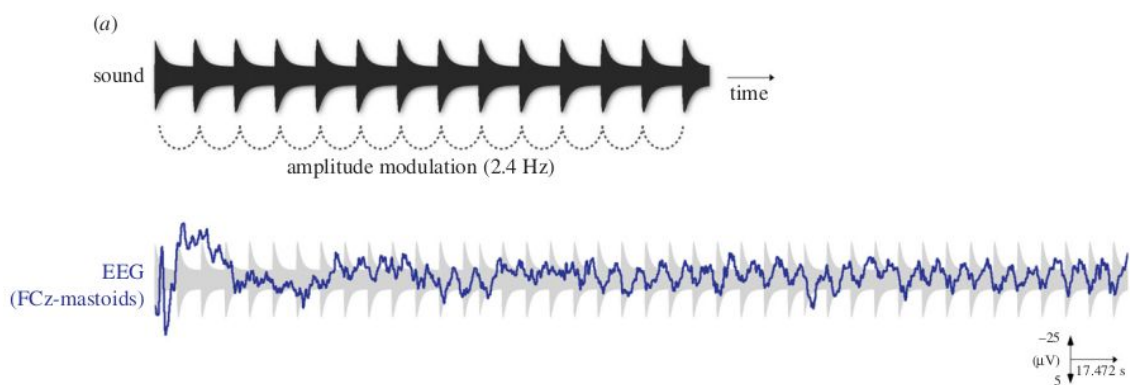 (a)
sound
time
amplitude modulation (2.4 Hz)
EEG
(FCz-mastoids)
–25
(μV)
17.472 s
5